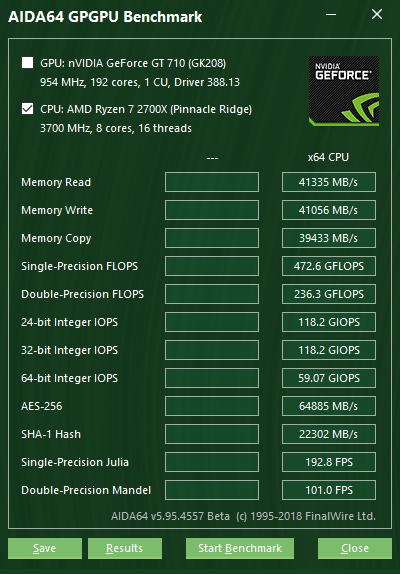 AIDA64 GPGPU Benchmark
GPU: nVIDIA GeForce GT 710 (GK208)
954 MHz, 192 cores, 1 CU, Driver 388.13
CPU: AMD Ryzen 7 2700X (Pinnacle Ridge)
3700 MHz, 8 cores, 16 threads
NVIDIA
GEFORCE
--- x64 CPU
Memory Read 41335 MB/s
Memory Write 41056 MB/s
Memory Copy 39433 MB/s
Single-Precision FLOPS 472.6 GFLOPS
Double-Precision FLOPS 236.3 GFLOPS
24-bit Integer IOPS 118.2 GIOPS
32-bit Integer IOPS 118.2 GIOPS
64-bit Integer IOPS 59.07 GIOPS
AES-256 64885 MB/s
SHA-1 Hash 22302 MB/s
Single-Precision Julia 192.8 FPS
Double-Precision Mandel 101.0 FPS
AIDA64 v5.95.4557 Beta (c) 1995-2018 FinalWire Ltd.
Save Results Start Benchmark Close